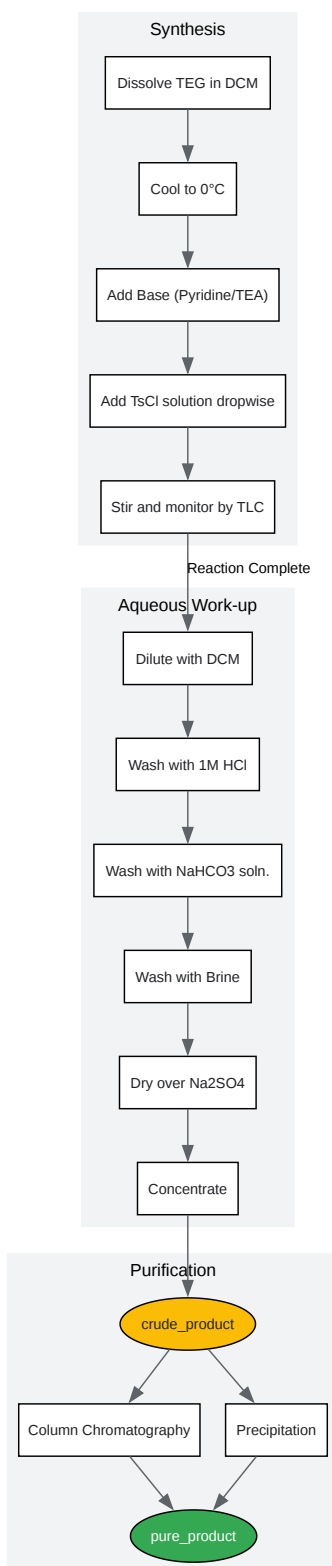 Synthesis
Dissolve TEG in DCM
Cool to 0°C
Add Base (Pyridine/TEA)
Add TsCl solution dropwise
Stir and monitor by TLC
Reaction Complete
Aqueous Work-up
Dilute with DCM
Wash with 1M HCl
Wash with NaHCO3 soln.
Wash with Brine
Dry over Na2SO4
Concentrate
Purification
crude_product
Column Chromatography
Precipitation
pure_product